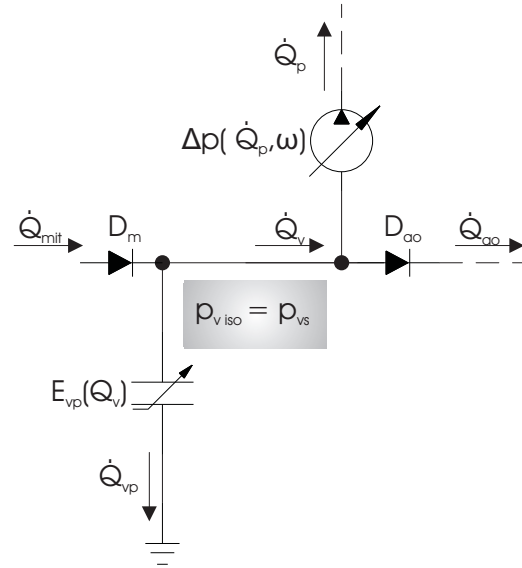 Q̇p
Δp( Q̇p,ω)
Q̇mit
Dm
Q̇v
Dao
Q̇ao
pv iso = pvs
Evp(Qv)
Q̇vp